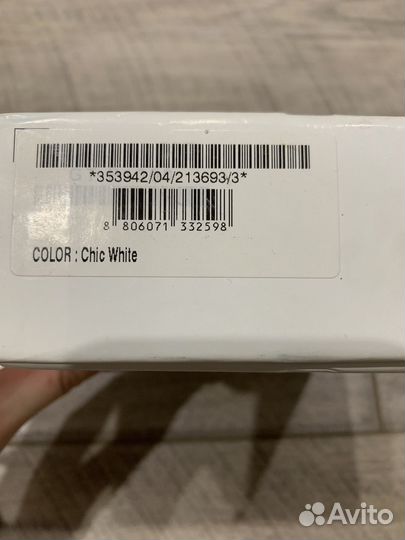 *353942/04/213693/3*
8 806071 332598
COLOR : Chic White
Avito